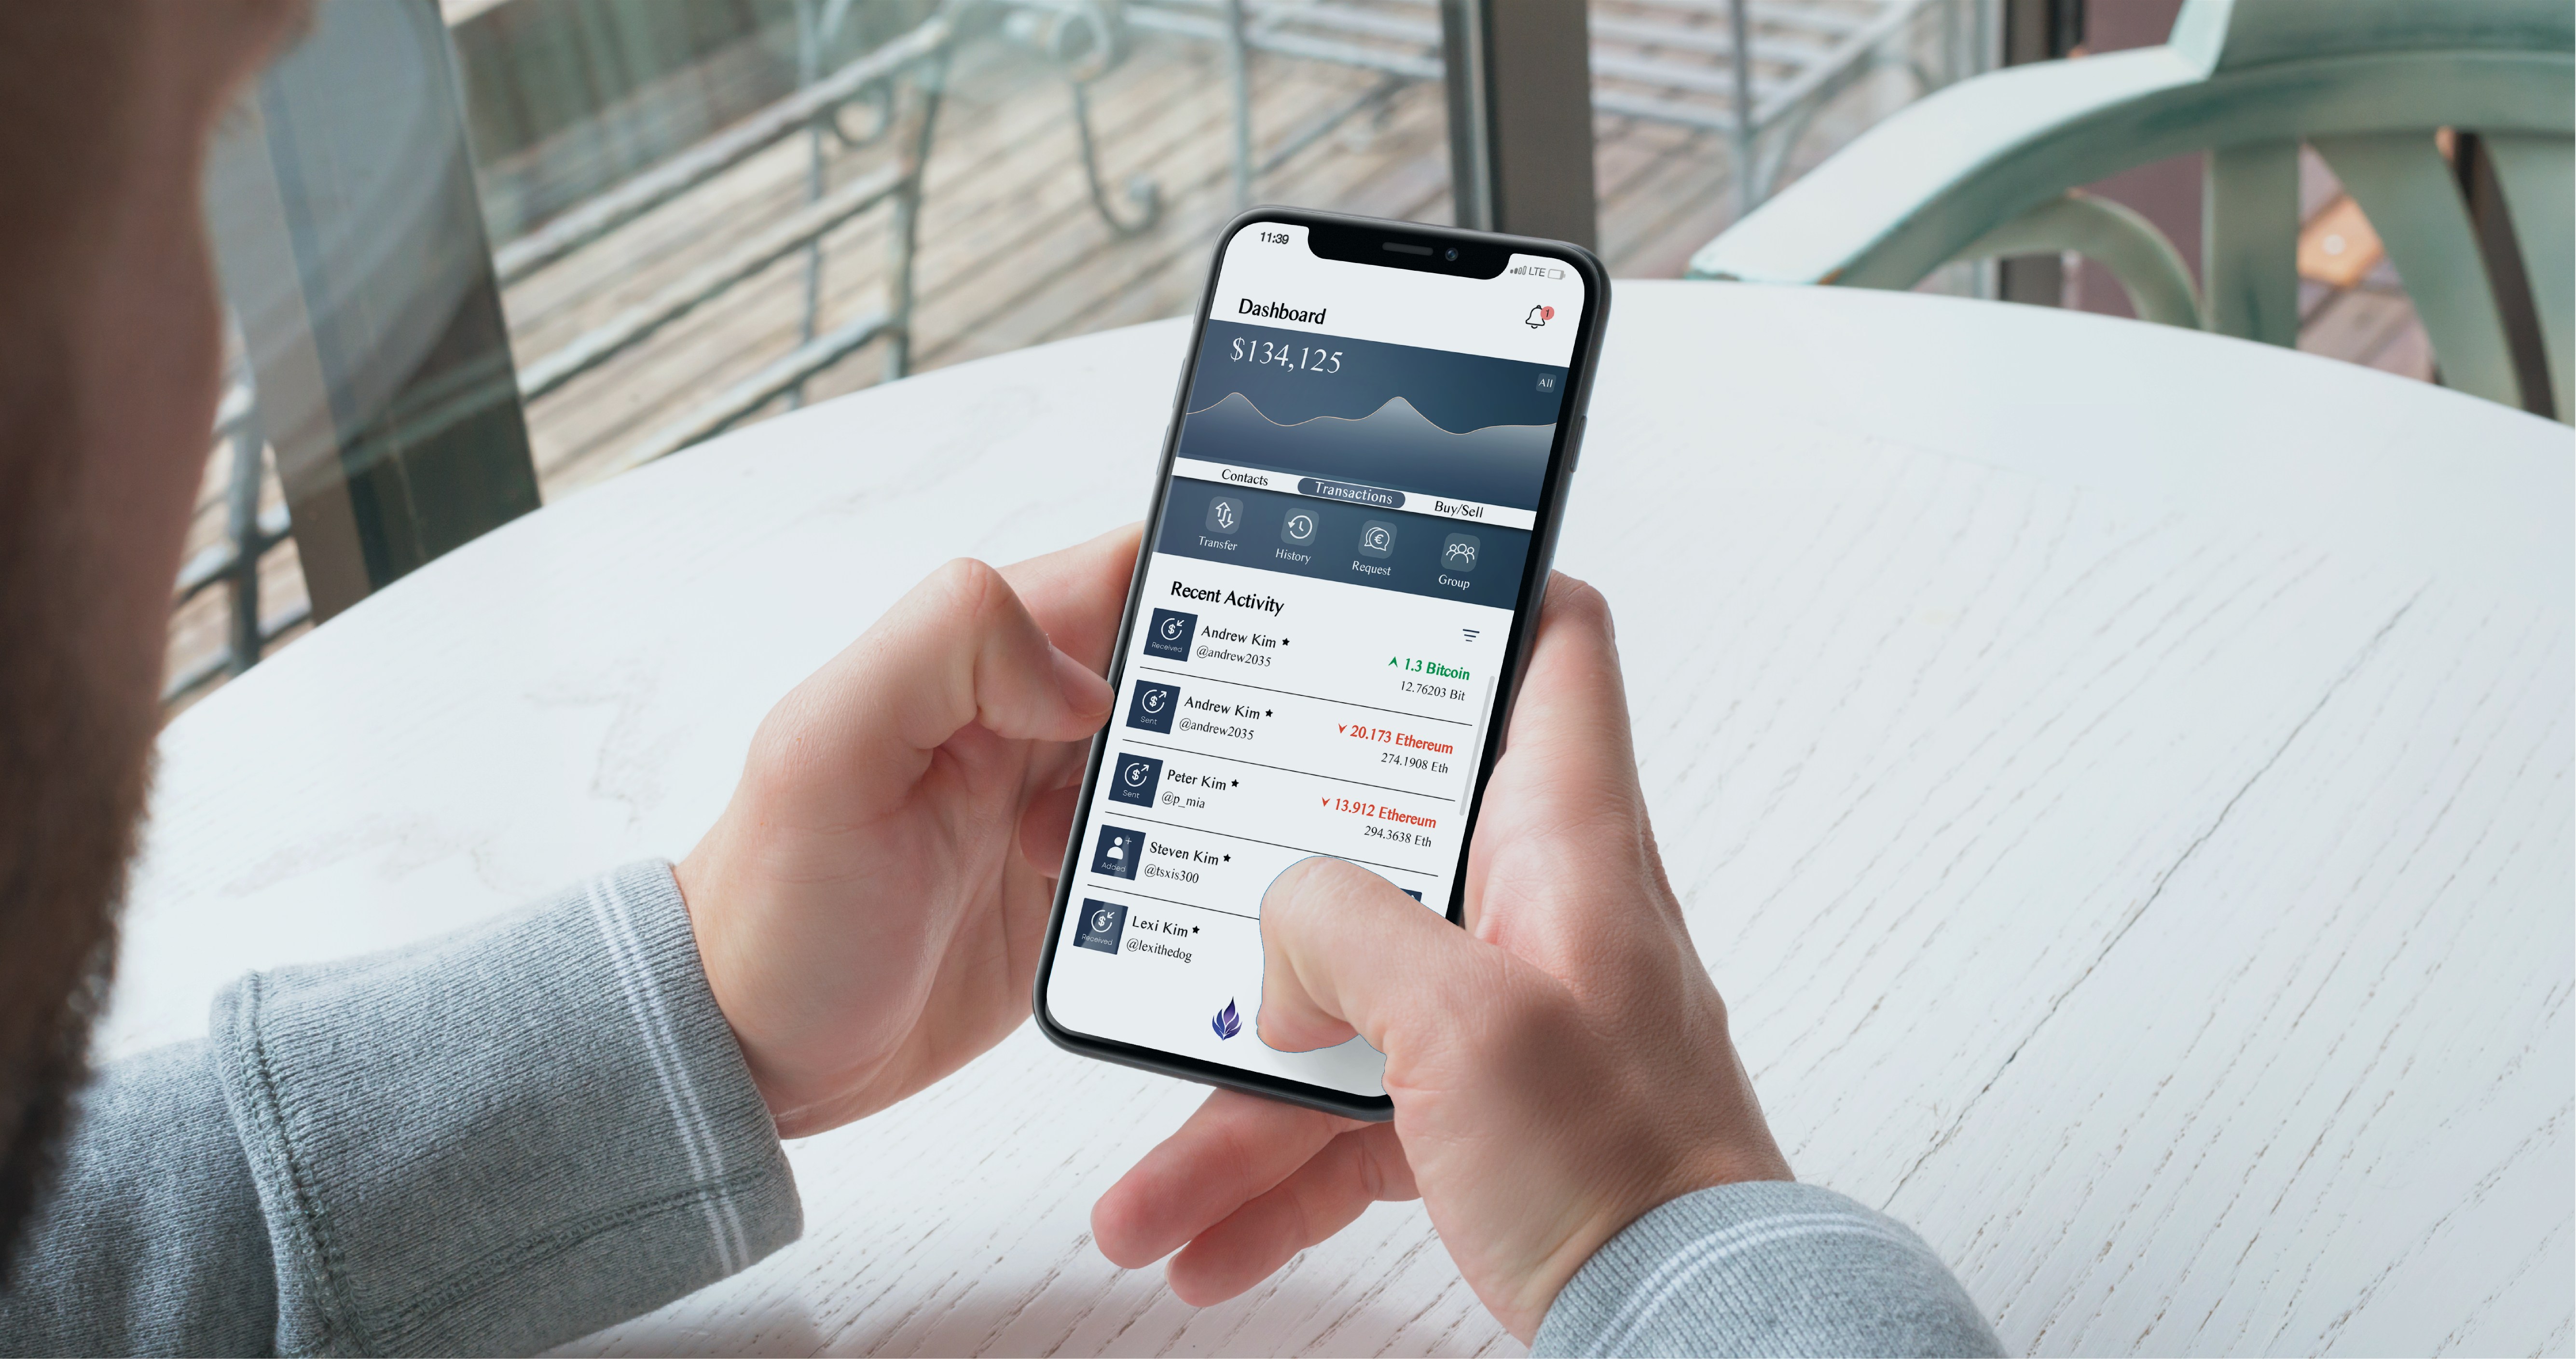 11:39
LTE
Dashboard
1
$134,125
All
Contacts
Transactions
Buy/Sell
Transfer
History
Request
Group
Recent Activity
Received
Andrew Kim
@andrew2035
1.3 Bitcoin
12.76203 Bit
Sent
Andrew Kim
@andrew2035
20.173 Ethereum
274.1908 Eth
Sent
Peter Kim
@p_mia
13.912 Ethereum
294.3638 Eth
Added
Steven Kim
@tsxis300
Received
Lexi Kim
@lexithedog